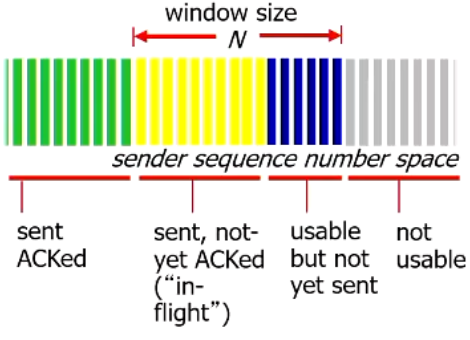 window size
N
sender sequence number space
sent
ACKed
sent, not-
yet ACKed
("in-
flight")
usable
but not
yet sent
not
usable